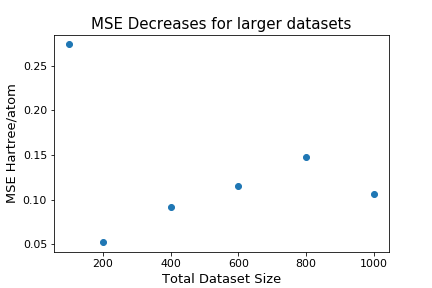 MSE Decreases for larger datasets
0.25
0.20
0.15
0.10
0.05
MSE Hartree/atom
200 400 600 800 1000
Total Dataset Size